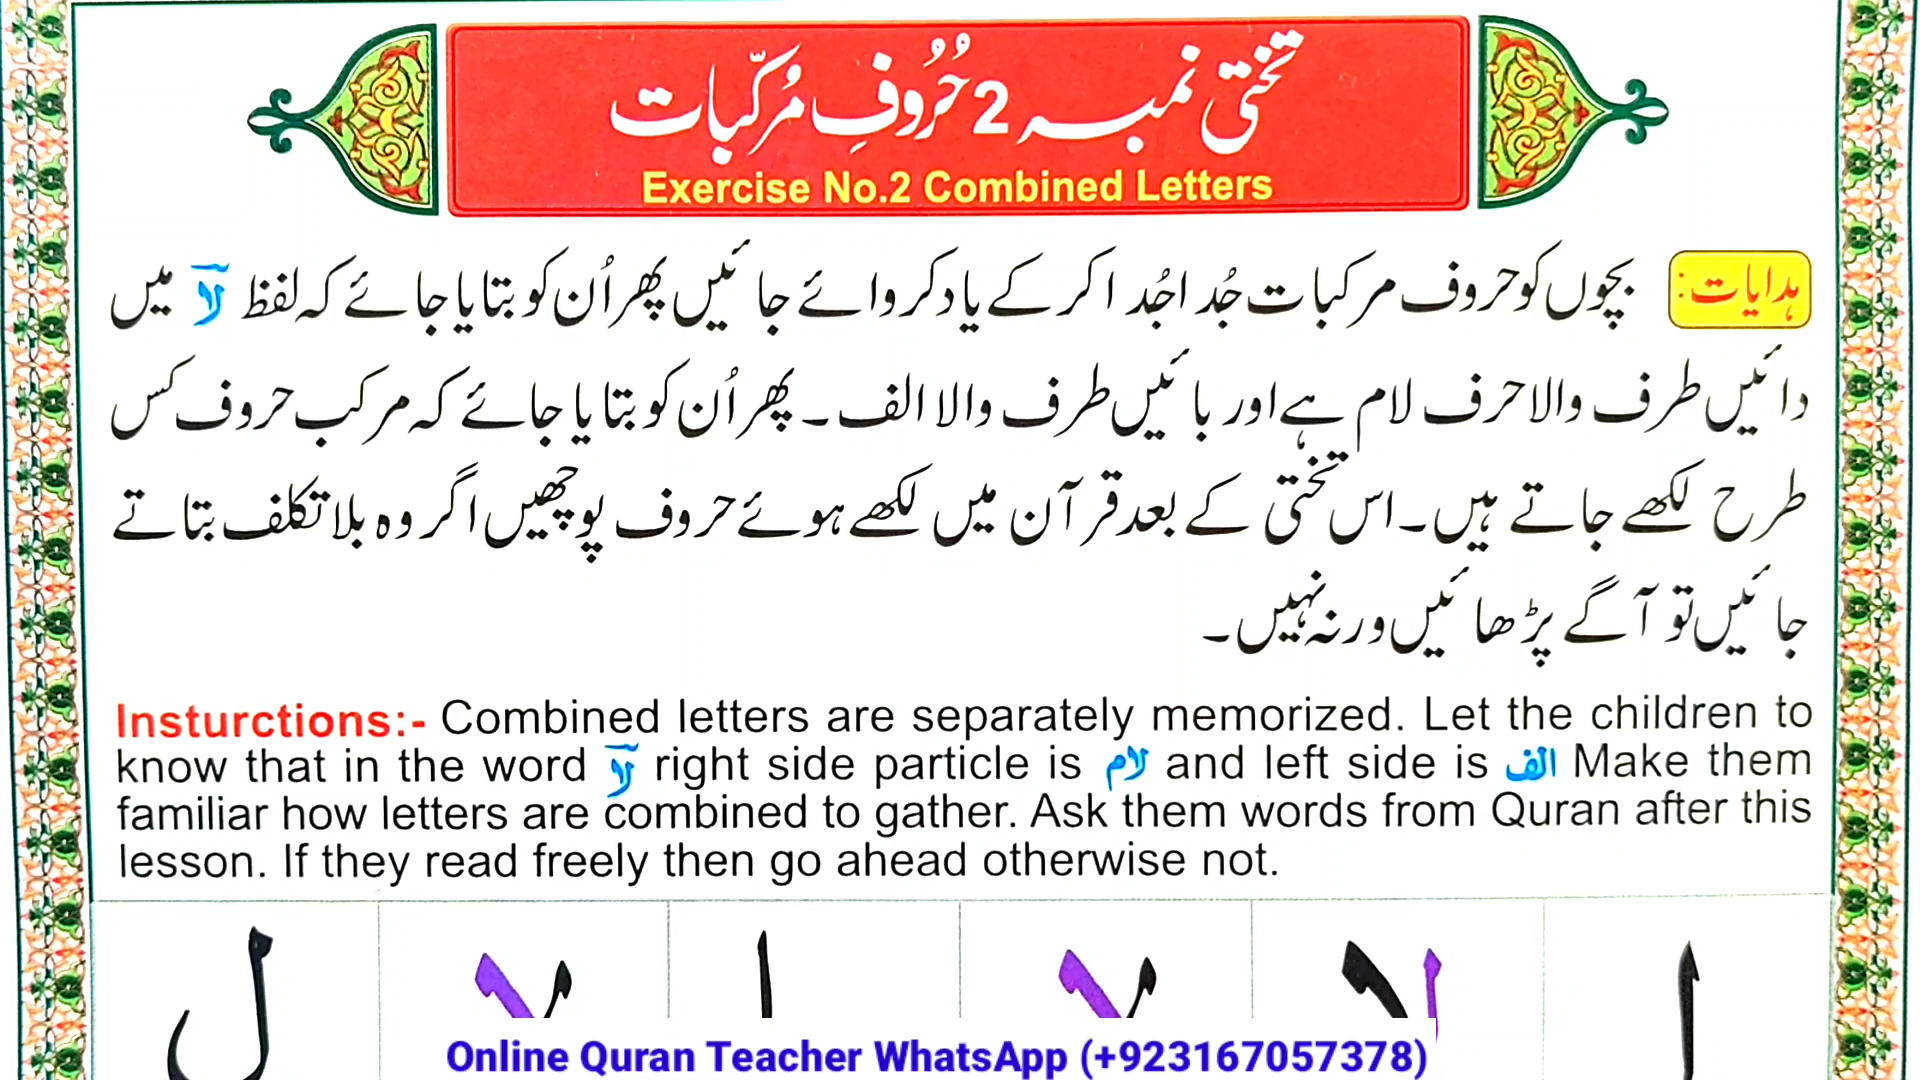 تختی نمبر 2 حُرُوفِ مُرکّبات
Exercise No.2 Combined Letters
ہدایات: بچوں کو حروف مرکبات جُدا جُدا کر کے یاد کروائے جائیں پھر اُن کو بتایا جائے کہ لفظ لآ میں
دائیں طرف والا حرف لام ہے اور بائیں طرف والا الف ۔ پھر اُن کو بتایا جائے کہ مرکب حروف کس
طرح لکھے جاتے ہیں۔ اس تختی کے بعد قرآن میں لکھے ہوئے حروف پوچھیں اگر وہ بلا تکلف بتاتے
جائیں تو آگے پڑھائیں ورنہ نہیں۔
Insturctions:- Combined letters are separately memorized. Let the children to
know that in the word لآ right side particle is لام and left side is الف Make them
familiar how letters are combined to gather. Ask them words from Quran after this
lesson. If they read freely then go ahead otherwise not.
ا لا لا ا لا ل
Online Quran Teacher WhatsApp (+923167057378)